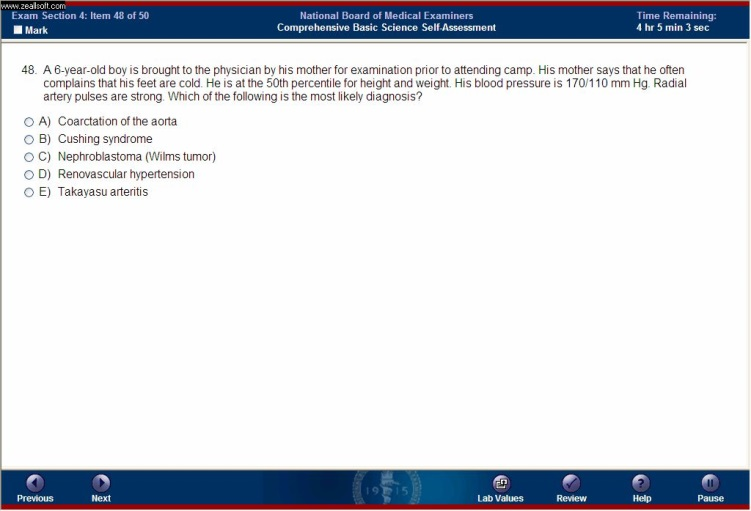 www.zeallsoft.com
Exam Section 4: Item 48 of 50
National Board of Medical Examiners
Time Remaining:
Mark
Comprehensive Basic Science Self-Assessment
4 hr 5 min 3 sec
48. A 6-year-old boy is brought to the physician by his mother for examination prior to attending camp. His mother says that he often
complains that his feet are cold. He is at the 50th percentile for height and weight. His blood pressure is 170/110 mm Hg. Radial
artery pulses are strong. Which of the following is the most likely diagnosis?
A) Coarctation of the aorta
B) Cushing syndrome
C) Nephroblastoma (Wilms tumor)
D) Renovascular hypertension
E) Takayasu arteritis
1915
Previous
Next
Lab Values
Review
Help
Pause